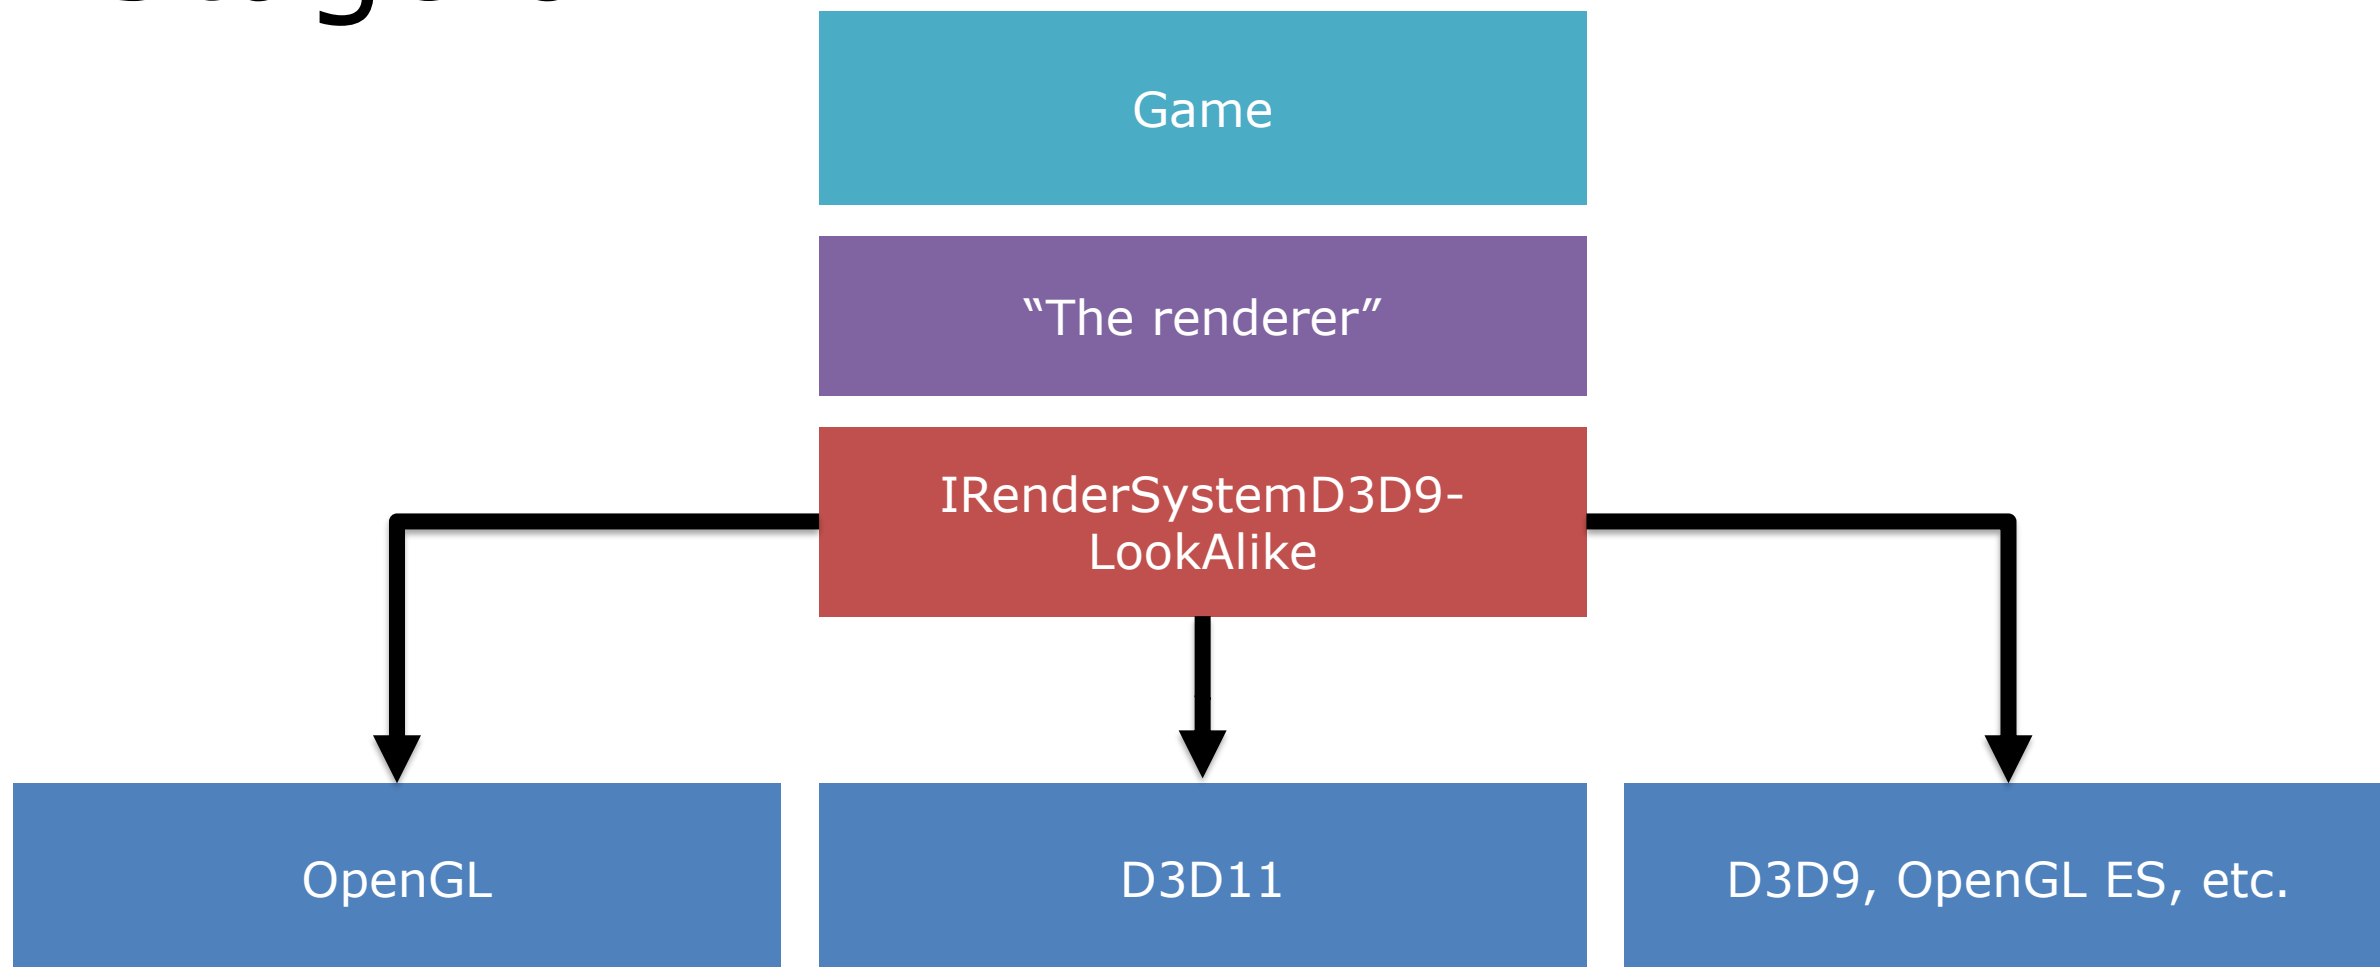 Game
“The renderer”
IRenderSystemD3D9-
LookAlike
OpenGL
D3D11
D3D9, OpenGL ES, etc.